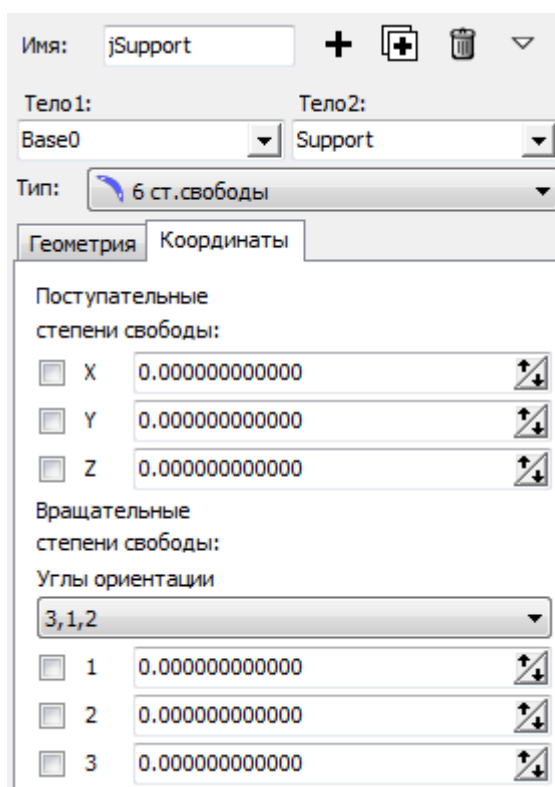 Имя: jSupport
Тело1: Тело2:
Base0 Support
Тип: 6 ст.свободы
Геометрия Координаты
Поступательные
степени свободы:
X 0.000000000000
Y 0.000000000000
Z 0.000000000000
Вращательные
степени свободы:
Углы ориентации
3,1,2
1 0.000000000000
2 0.000000000000
3 0.000000000000